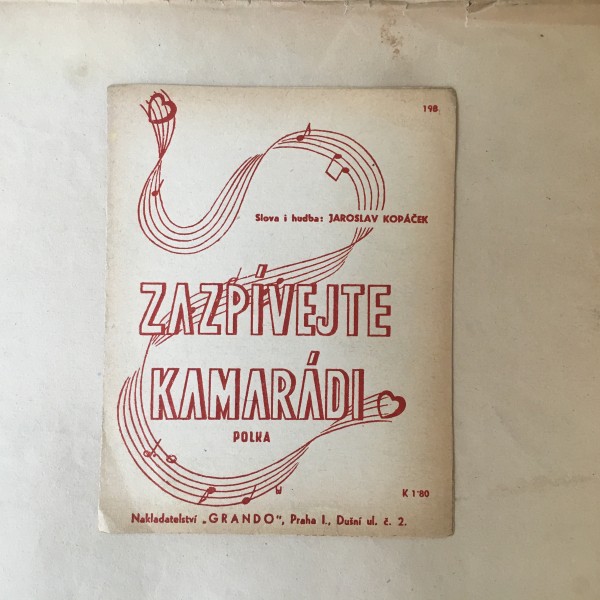 198
Slova i hudba: JAROSLAV KOPÁČEK
ZAZPÍVEJTE
KAMARÁDI
POLKA
K 1·80
Nakladatelství „GRANDO“, Praha I., Dušní ul. č. 2.